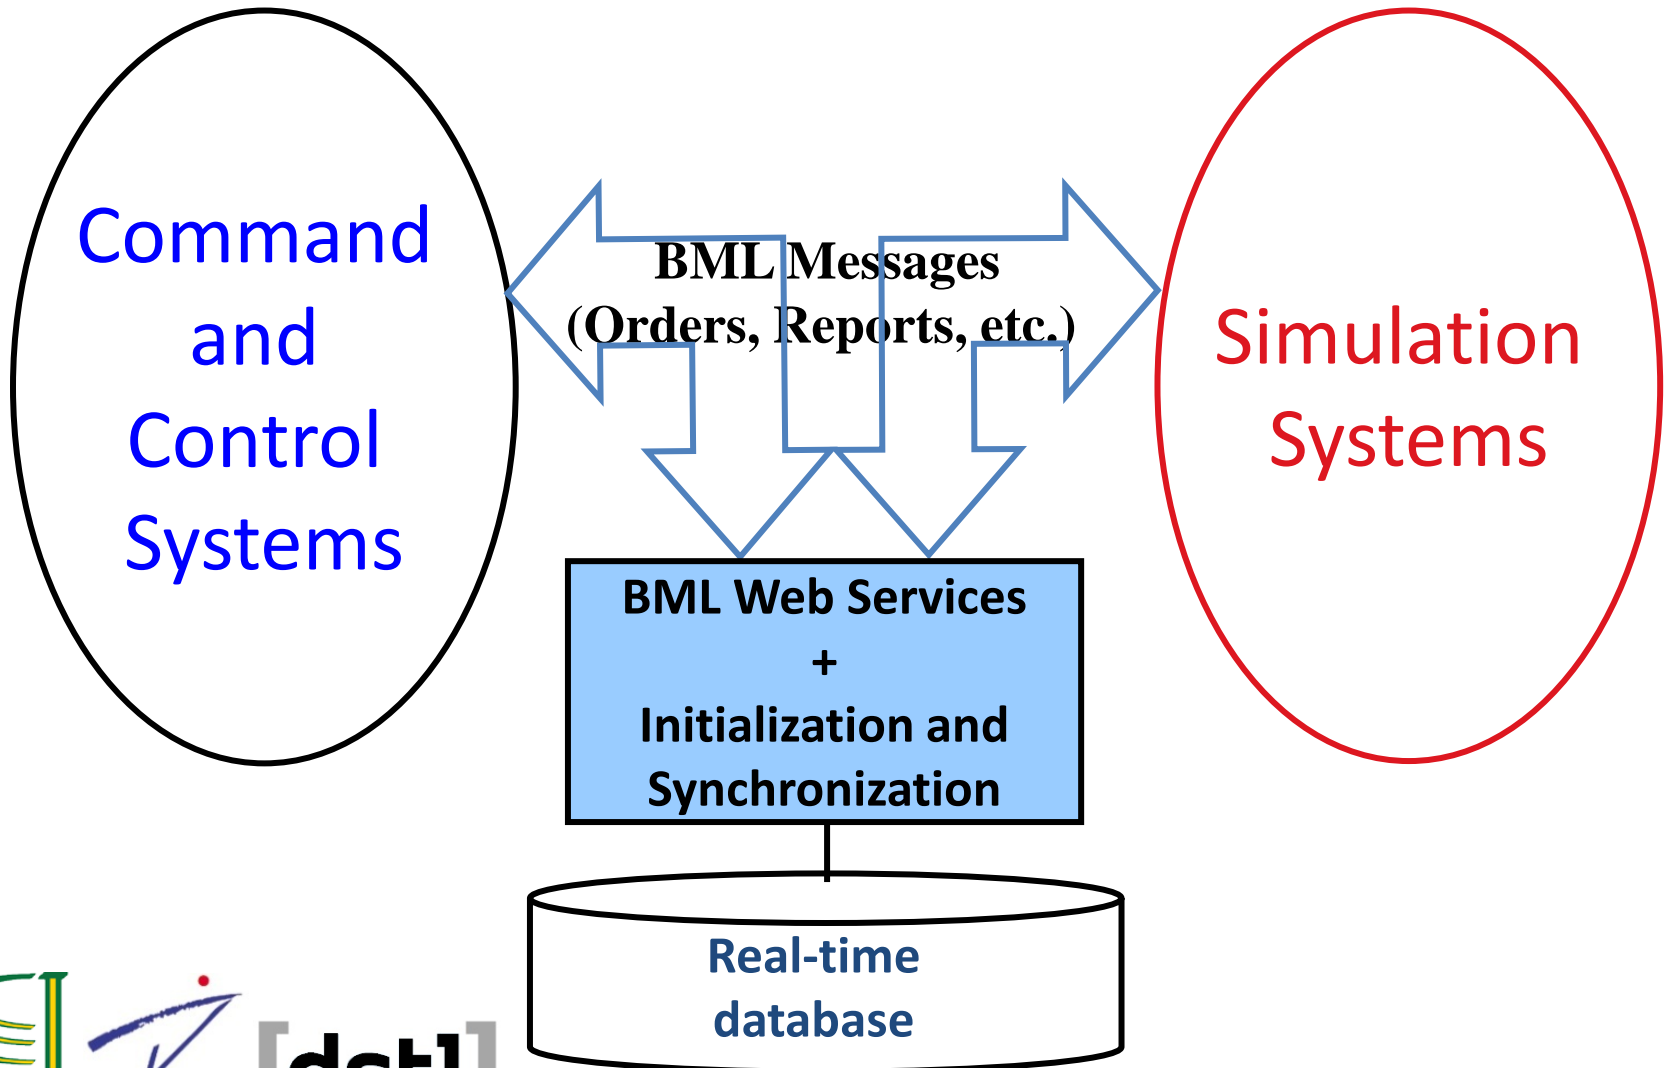 Command
and
Control
Systems
BML Messages
(Orders, Reports, etc.)
Simulation
Systems
BML Web Services
+
Initialization and
Synchronization
Real-time
database
[dstl]